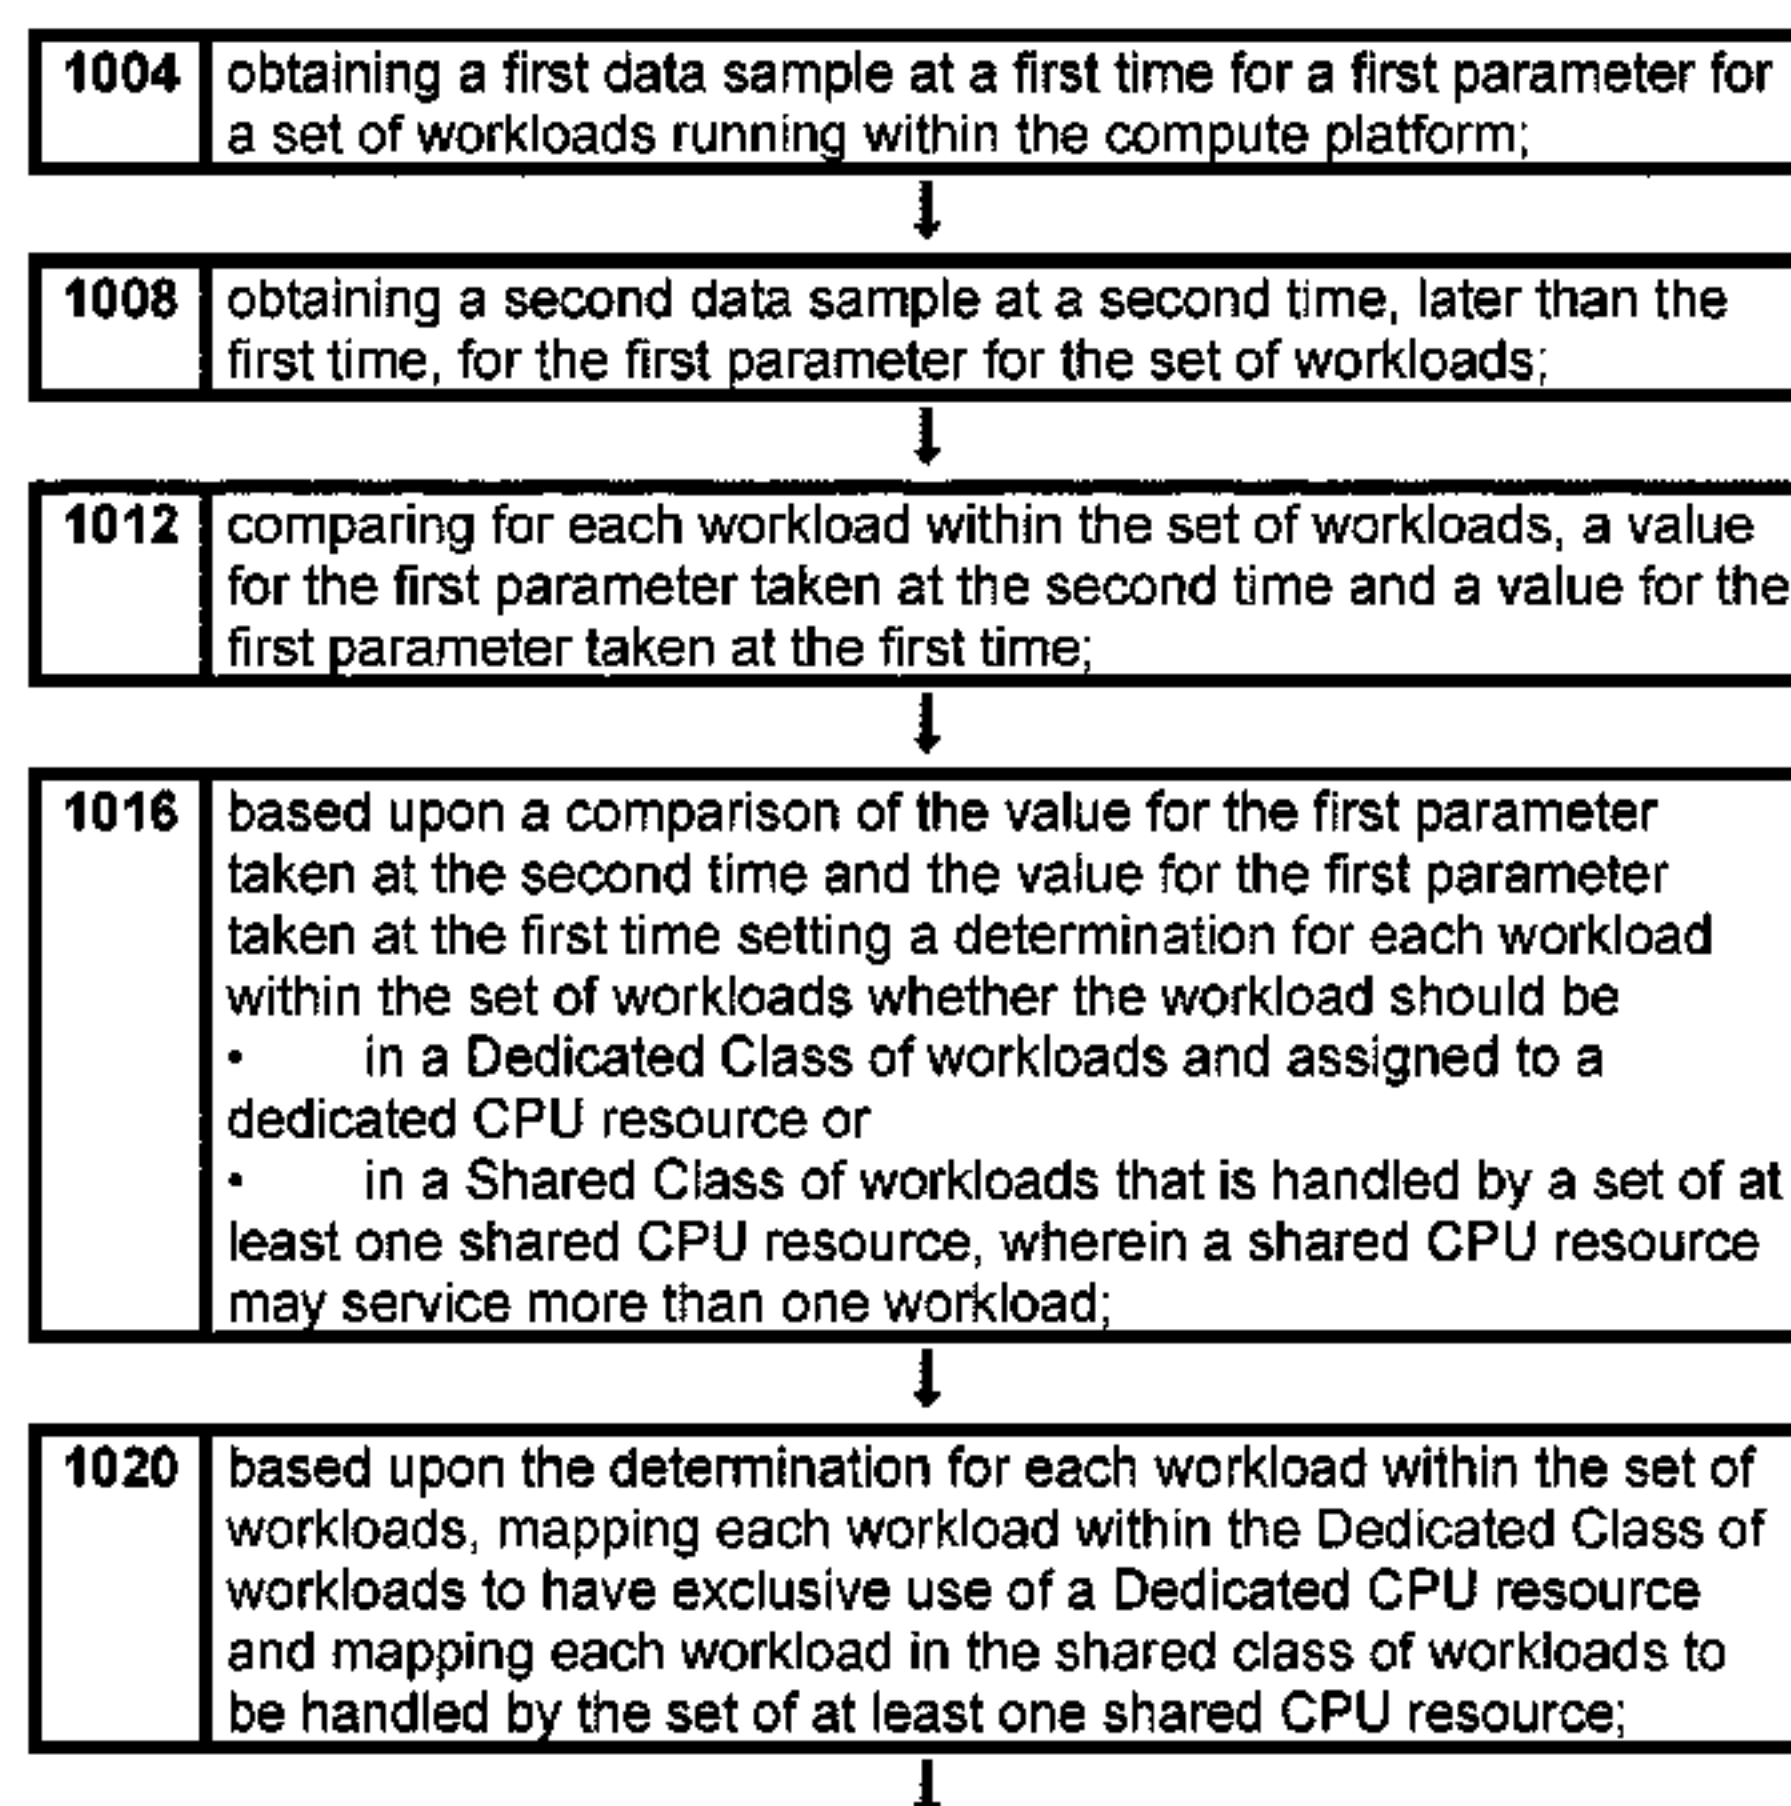 1004 obtaining a first data sample at a first time for a first parameter for
a set of workloads running within the compute platform;
1008 obtaining a second data sample at a second time, later than the
first time, for the first parameter for the set of workloads;
1012 comparing for each workload within the set of workloads, a value
for the first parameter taken at the second time and a value for the
first parameter taken at the first time;
1016 based upon a comparison of the value for the first parameter
taken at the second time and the value for the first parameter
taken at the first time setting a determination for each workload
within the set of workloads whether the workload should be
• in a Dedicated Class of workloads and assigned to a
dedicated CPU resource or
• in a Shared Class of workloads that is handled by a set of at
least one shared CPU resource, wherein a shared CPU resource
may service more than one workload;
1020 based upon the determination for each workload within the set of
workloads, mapping each workload within the Dedicated Class of
workloads to have exclusive use of a Dedicated CPU resource
and mapping each workload in the shared class of workloads to
be handled by the set of at least one shared CPU resource;